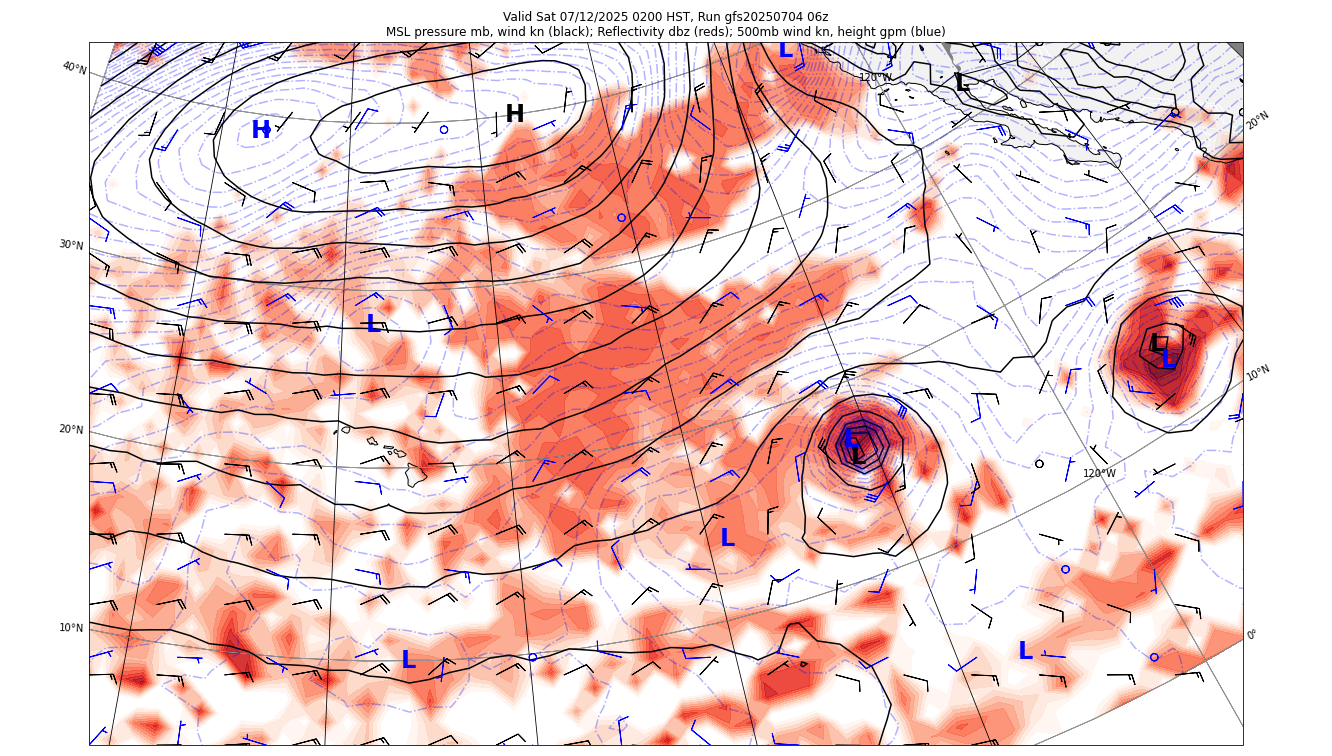 Valid Sat 07/12/2025 0200 HST, Run gfs20250704 06z
MSL pressure mb, wind kn (black); Reflectivity dbz (reds); 500mb wind kn, height gpm (blue)
L
40°N
120°W
L
H
H
20°N
30°N
L
L
L
10°N
20°N
L
L
120°W
L
10°N
0°
L
L